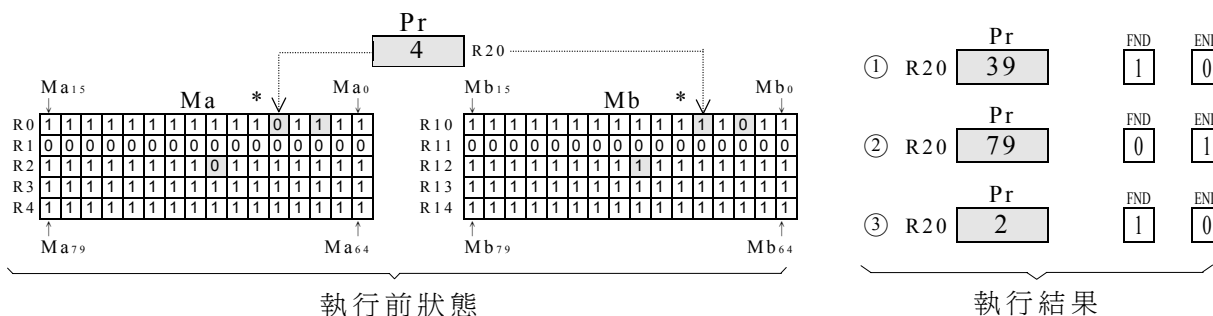 Pr
4 R20
Ma15 Ma * Ma0 Mb15 Mb * Mb0
R0 1 1 1 1 1 1 1 1 1 1 1 0 1 1 1 1
R1 0 0 0 0 0 0 0 0 0 0 0 0 0 0 0 0
R2 1 1 1 1 1 1 1 1 0 1 1 1 1 1 1 1
R3 1 1 1 1 1 1 1 1 1 1 1 1 1 1 1 1
R4 1 1 1 1 1 1 1 1 1 1 1 1 1 1 1 1
Ma79 Ma64
R10 1 1 1 1 1 1 1 1 1 1 1 1 1 0 1 1
R11 0 0 0 0 0 0 0 0 0 0 0 0 0 0 0 0
R12 1 1 1 1 1 1 1 1 1 1 1 1 1 1 1 1
R13 1 1 1 1 1 1 1 1 1 1 1 1 1 1 1 1
R14 1 1 1 1 1 1 1 1 1 1 1 1 1 1 1 1
Mb79 Mb64
執行前狀態
Pr FND END
① R20 39 1 0
Pr FND END
② R20 79 0 1
Pr FND END
③ R20 2 1 0
執行結果